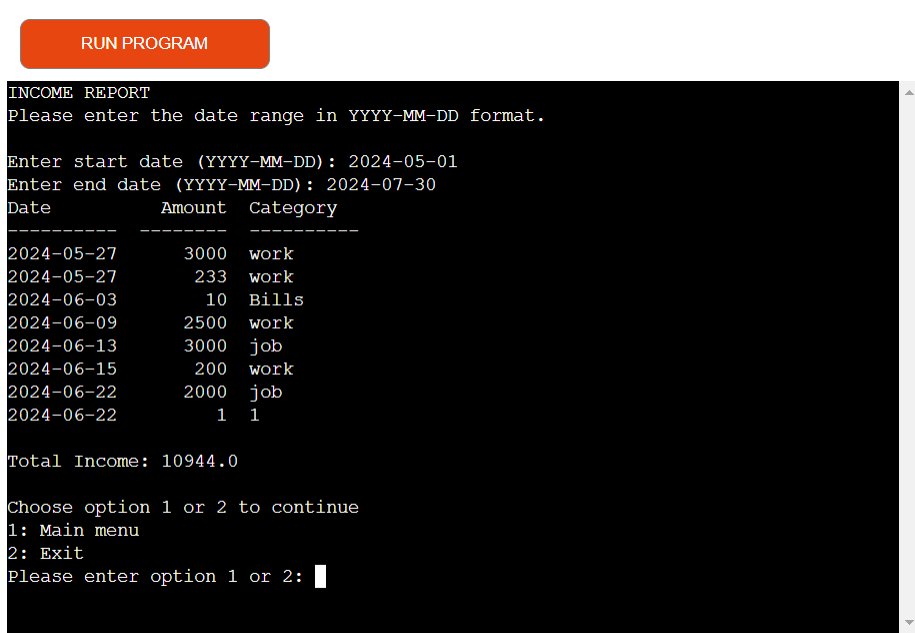 RUN PROGRAM
INCOME REPORT
Please enter the date range in YYYY-MM-DD format.
Enter start date (YYYY-MM-DD): 2024-05-01
Enter end date (YYYY-MM-DD): 2024-07-30
Date          Amount  Category
----------  --------  ----------
2024-05-27      3000  work
2024-05-27       233  work
2024-06-03        10  Bills
2024-06-09      2500  work
2024-06-13      3000  job
2024-06-15       200  work
2024-06-22      2000  job
2024-06-22         1  1
Total Income: 10944.0
Choose option 1 or 2 to continue
1: Main menu
2: Exit
Please enter option 1 or 2: